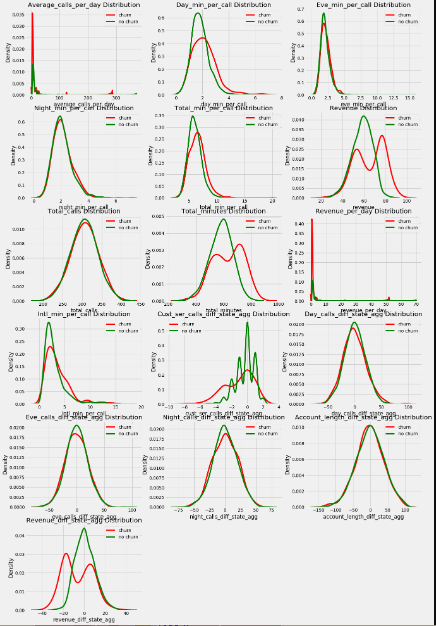 Average_calls_per_day Distribution
Day_min_per_call Distribution
Eve_min_per_call Distribution
churn
no churn
churn
no churn
churn
no churn
Density
Density
Density
average_calls_per_day
day_min_per_call
eve_min_per_call
Night_min_per_call Distribution
Total_min_per_call Distribution
Revenue Distribution
churn
no churn
churn
no churn
churn
no churn
Density
Density
Density
night_min_per_call
total_min_per_call
revenue
Total_calls Distribution
Total_minutes Distribution
Revenue_per_day Distribution
churn
no churn
churn
no churn
churn
no churn
Density
Density
Density
total_calls
total_minutes
revenue_per_day
Intl_min_per_call Distribution
Cust_ser_calls_diff_state_agg Distribution
Day_calls_diff_state_agg Distribution
churn
no churn
churn
no churn
churn
no churn
Density
Density
Density
intl_min_per_call
cust_ser_calls_diff_state_agg
day_calls_diff_state_agg
Eve_calls_diff_state_agg Distribution
Night_calls_diff_state_agg Distribution
Account_length_diff_state_agg Distribution
churn
no churn
churn
no churn
churn
no churn
Density
Density
Density
eve_calls_diff_state_agg
night_calls_diff_state_agg
account_length_diff_state_agg
Revenue_diff_state_agg Distribution
churn
no churn
Density
revenue_diff_state_agg